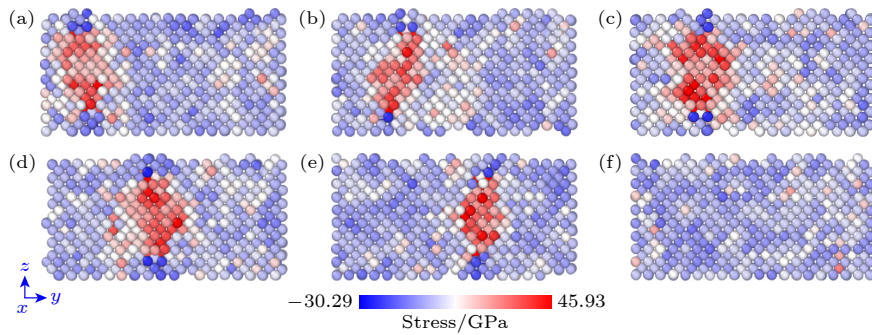 (a) (b) (c)
(d) (e) (f)
z
x y
−30.29 45.93
Stress/GPa